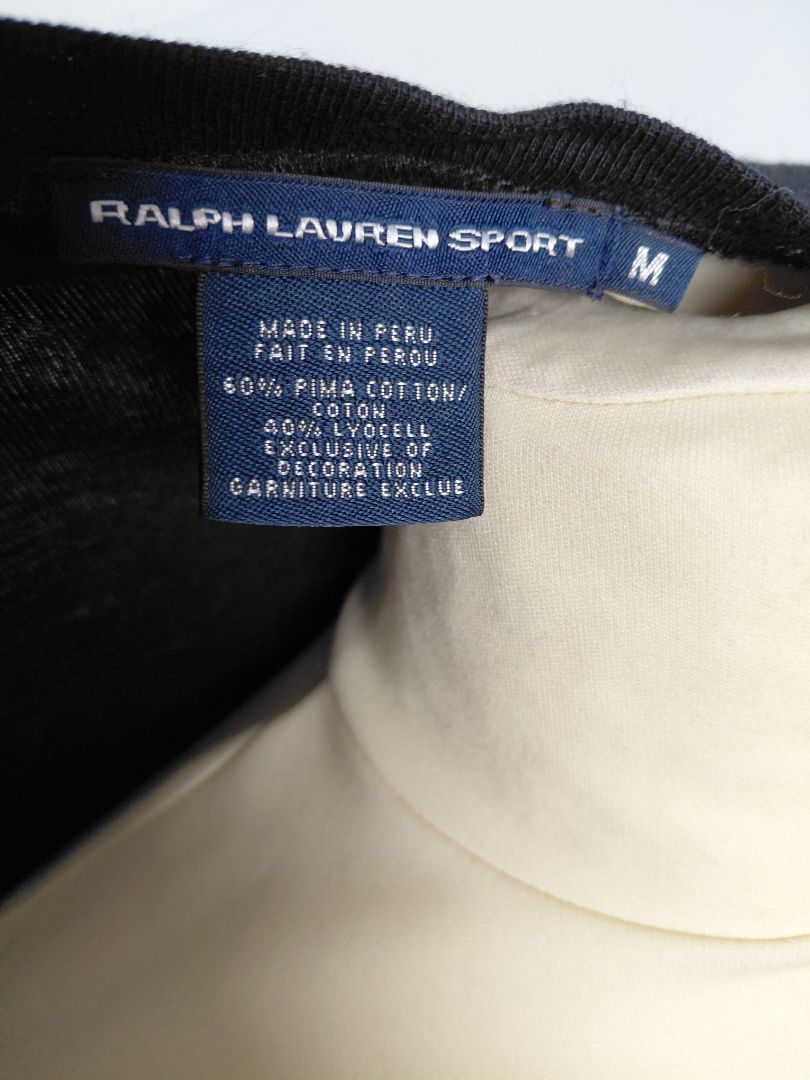 RALPH LAUREN SPORT
M
MADE IN PERU
FAIT EN PEROU
60% PIMA COTTON/
COTON
40% LYOCELL
EXCLUSIVE OF
DECORATION
GARNITURE EXCLUE